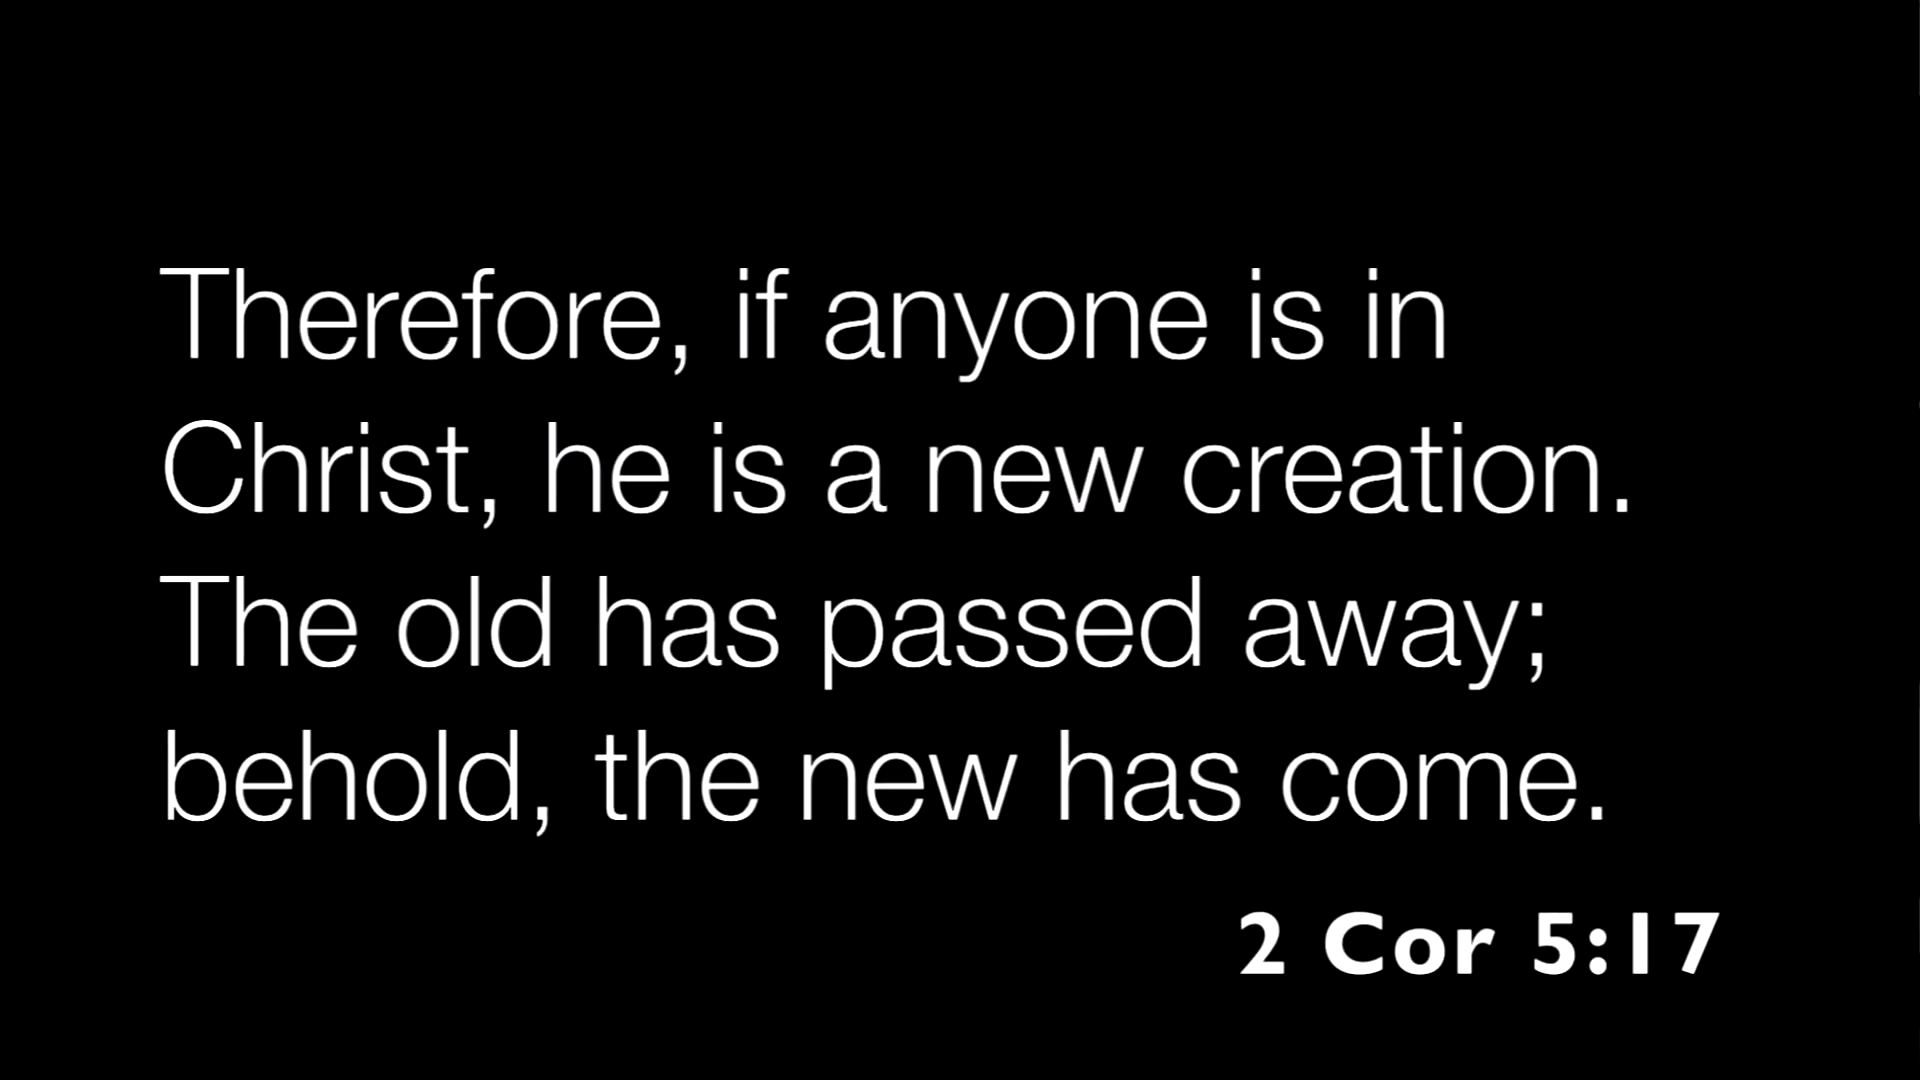 Therefore, if anyone is in
Christ, he is a new creation.
The old has passed away;
behold, the new has come.
2 Cor 5:17